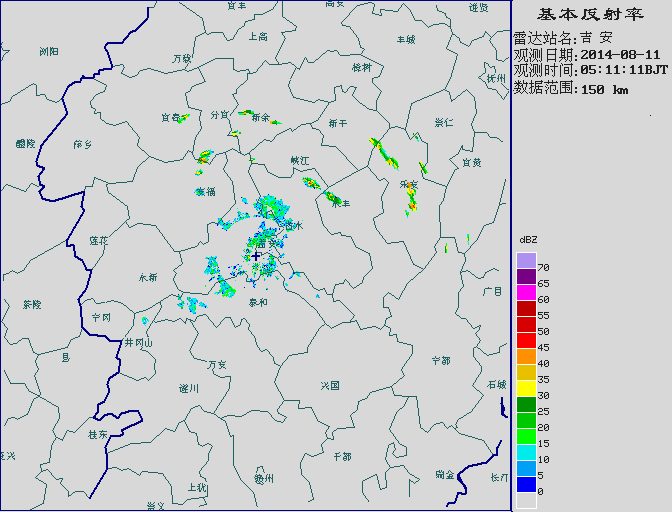 基本反射率
雷达站名:吉 安
观测日期:2014-08-11
观测时间:05:11:11BJT
数据范围:150 km
dBZ
70
65
60
55
50
45
40
35
30
25
20
15
10
5
0
宜丰
高安
进贤
浏阳
上高
丰城
万载
樟树
抚州
宜春
分宜
新余
新干
崇仁
醴陵
萍乡
峡江
宜黄
安福
乐安
永丰
吉水
莲花
吉安
永新
广昌
茶陵
宁冈
泰和
井冈山
县
万安
宁都
遂川
兴国
石城
桂东
于都
瑞金
长汀
赣州
上犹
崇义